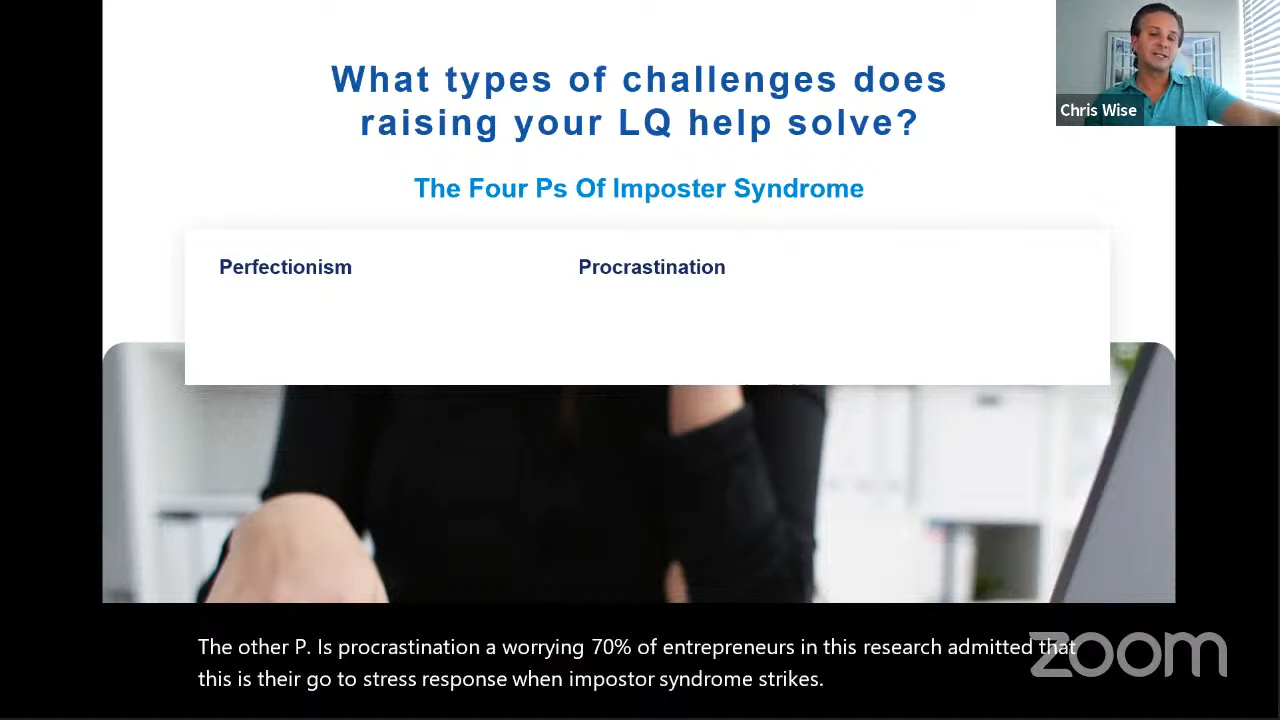 What types of challenges does
raising your LQ help solve?
Chris Wise
The Four Ps Of Imposter Syndrome
Perfectionism
Procrastination
The other P. Is procrastination a worrying 70% of entrepreneurs in this research admitted that
this is their go to stress response when impostor syndrome strikes.
zoom